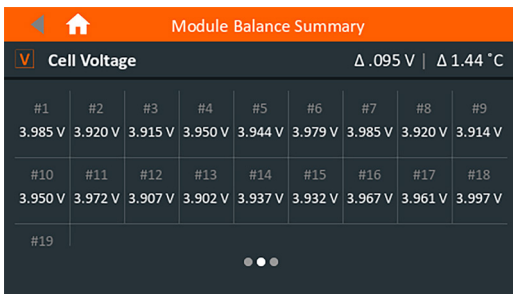 Module Balance Summary
V Cell Voltage Δ .095 V | Δ 1.44 °C
#1 #2 #3 #4 #5 #6 #7 #8 #9
3.985 V 3.920 V 3.915 V 3.950 V 3.944 V 3.979 V 3.985 V 3.920 V 3.914 V
#10 #11 #12 #13 #14 #15 #16 #17 #18
3.950 V 3.972 V 3.907 V 3.902 V 3.937 V 3.932 V 3.967 V 3.961 V 3.997 V
#19